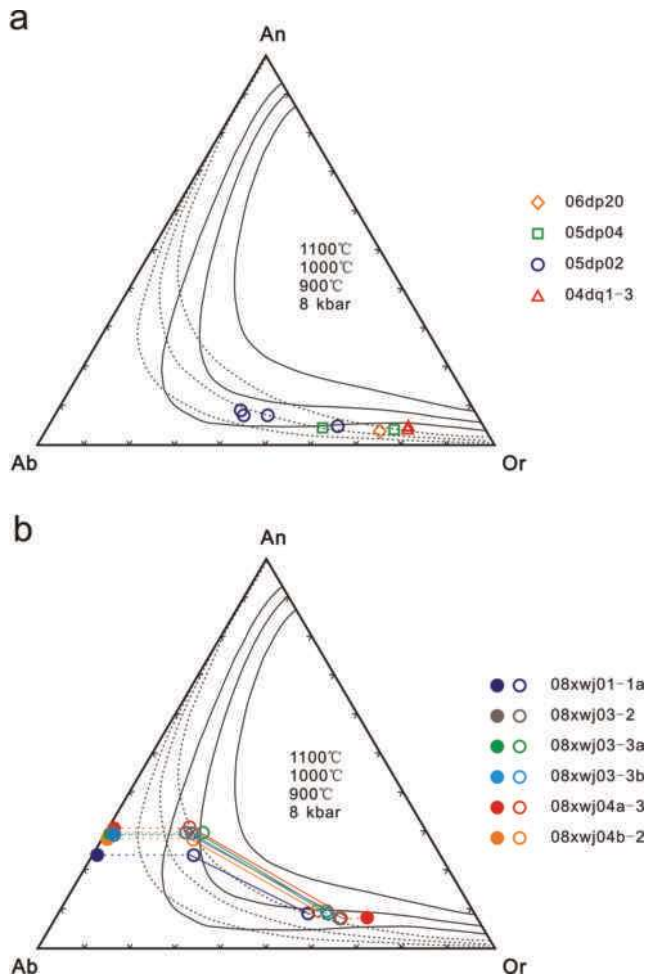 a
An
1100℃
1000℃
900℃
8 kbar
06dp20
05dp04
05dp02
04dq1-3
Ab
Or
b
An
1100℃
1000℃
900℃
8 kbar
08xwj01-1a
08xwj03-2
08xwj03-3a
08xwj03-3b
08xwj04a-3
08xwj04b-2
Ab
Or